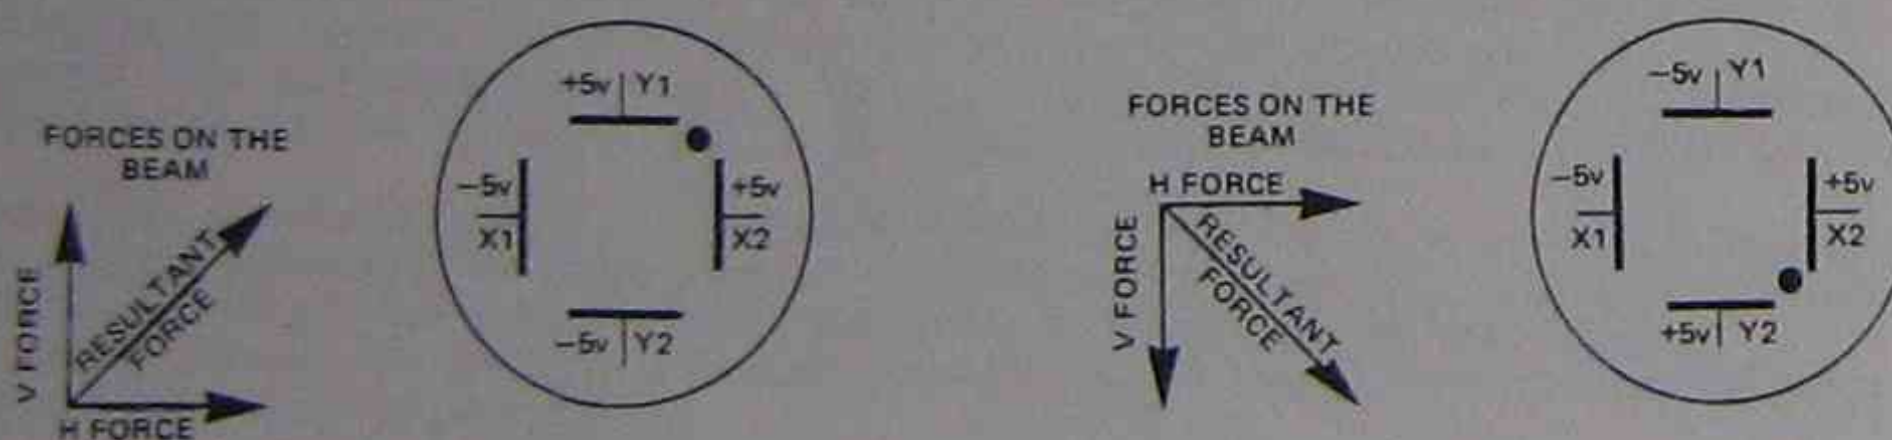 FORCES ON THE
BEAM
V FORCE
RESULTANT
FORCE
H FORCE
+5v Y1
-5v
X1
+5v
X2
-5v Y2
FORCES ON THE
BEAM
H FORCE
V FORCE
RESULTANT
FORCE
-5v Y1
-5v
X1
+5v
X2
+5v Y2